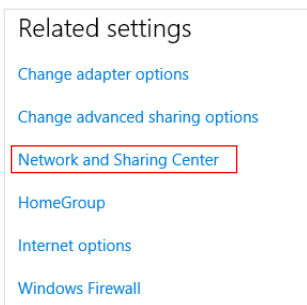 Related settings
Change adapter options
Change advanced sharing options
Network and Sharing Center
HomeGroup
Internet options
Windows Firewall